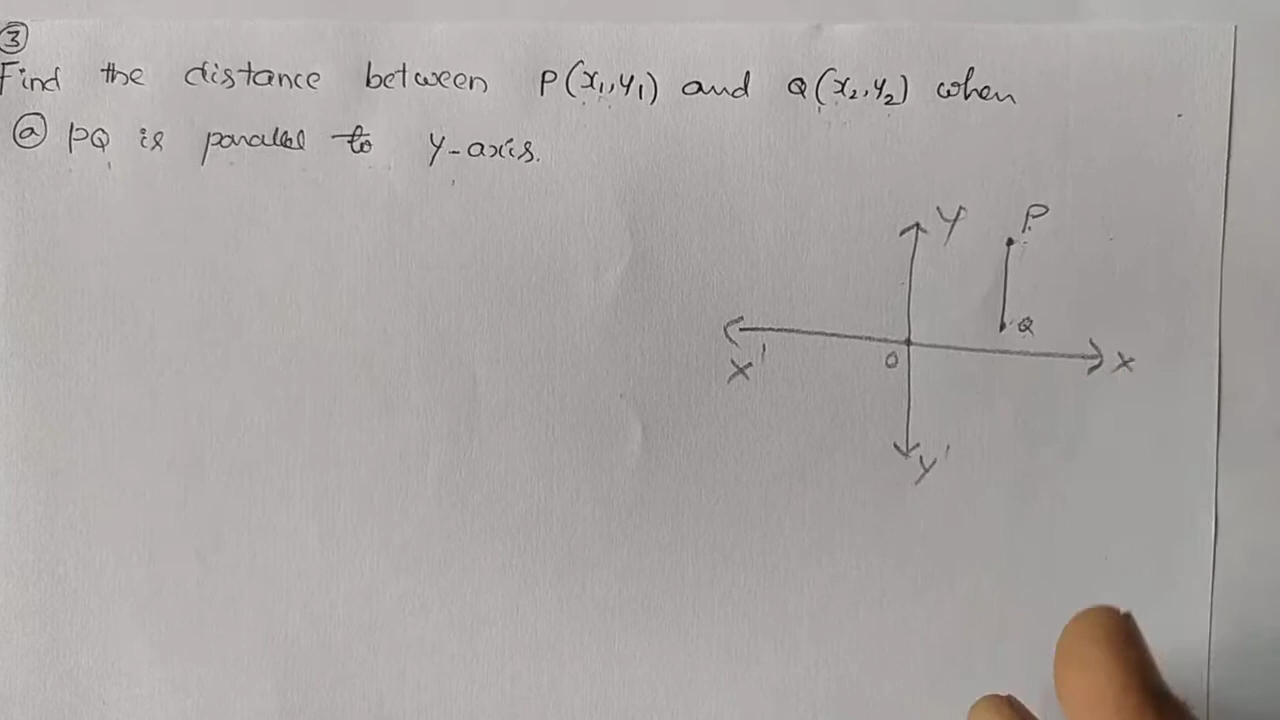 ③
Find the distance between P(x₁,y₁) and Q(x₂,y₂) when
ⓐ PQ is parallel to y-axis.
Y P
Q
X' O X
Y'